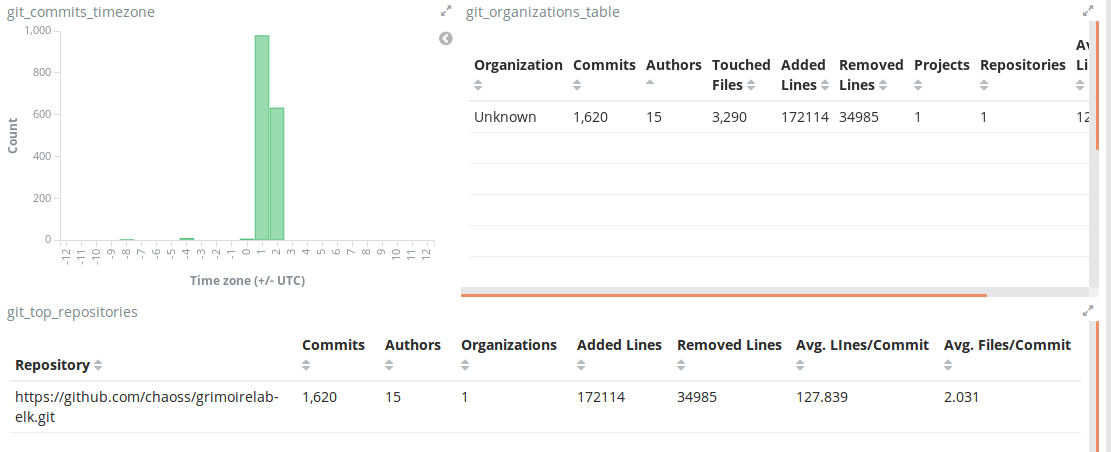 git_commits_timezone
1,000
800
600
400
200
0
Count
-12 -11 -10 -9 -8 -7 -6 -5 -4 -3 -2 -1 0 1 2 3 4 5 6 7 8 9 10 11 12
Time zone (+/- UTC)
git_organizations_table
Organization Commits Authors Touched Files Added Lines Removed Lines Projects Repositories
Unknown 1,620 15 3,290 172114 34985 1 1
git_top_repositories
Repository Commits Authors Organizations Added Lines Removed Lines Avg. LInes/Commit Avg. Files/Commit
https://github.com/chaoss/grimoirelab-
elk.git 1,620 15 1 172114 34985 127.839 2.031